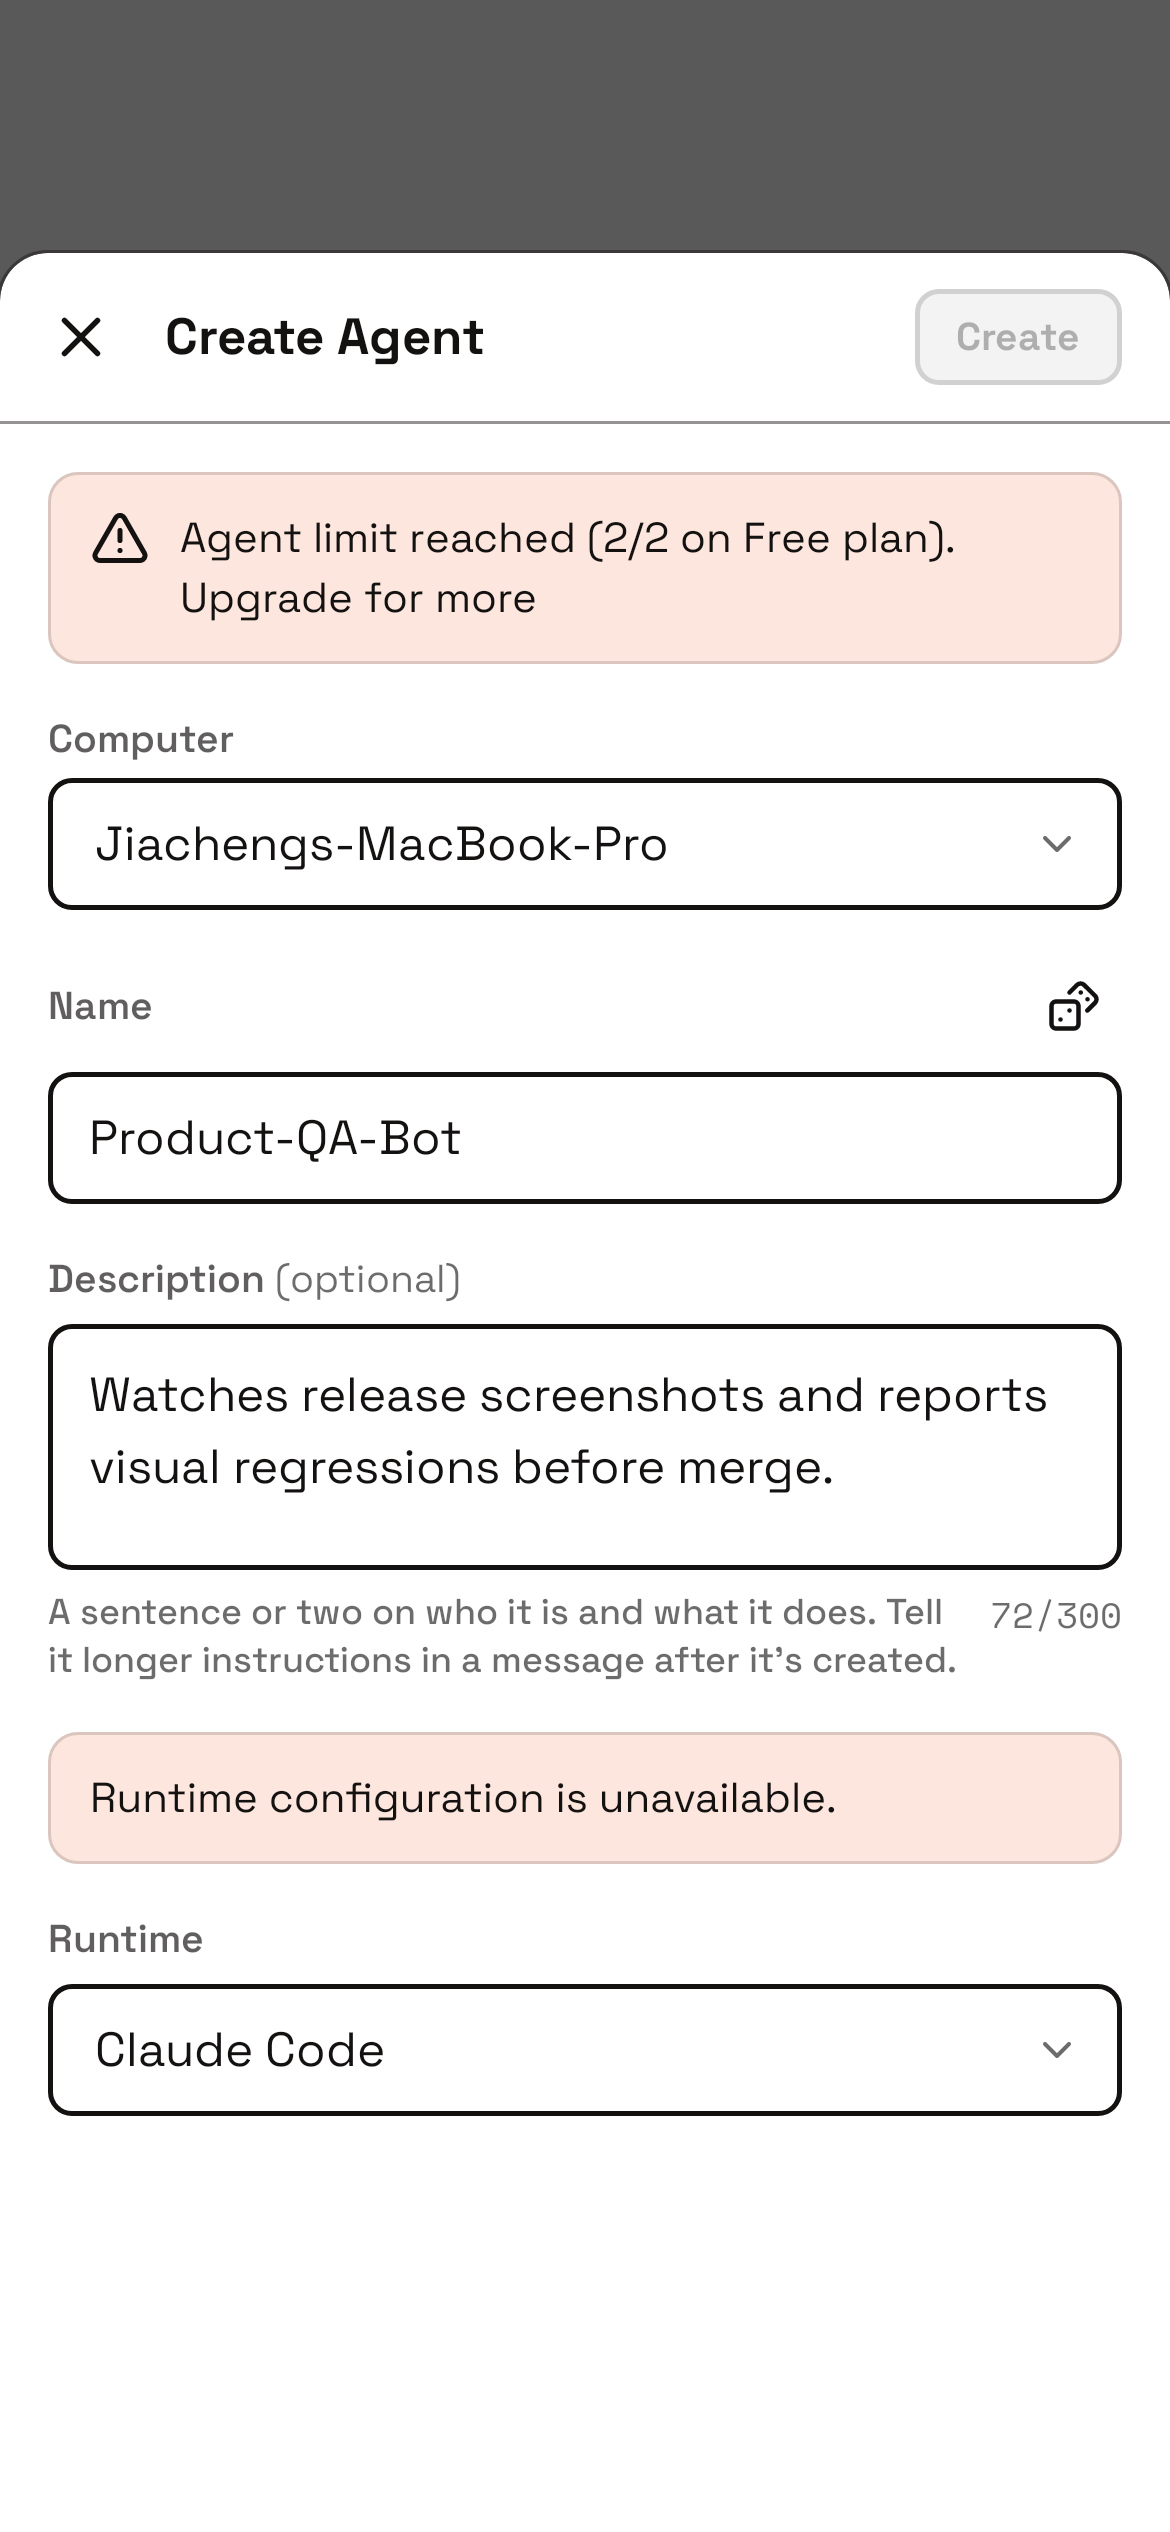 Create Agent
Create
Agent limit reached (2/2 on Free plan).
Upgrade for more
Computer
Jiachengs-MacBook-Pro
Name
Product-QA-Bot
Description (optional)
Watches release screenshots and reports
visual regressions before merge.
A sentence or two on who it is and what it does. Tell
it longer instructions in a message after it’s created.
72/300
Runtime configuration is unavailable.
Runtime
Claude Code